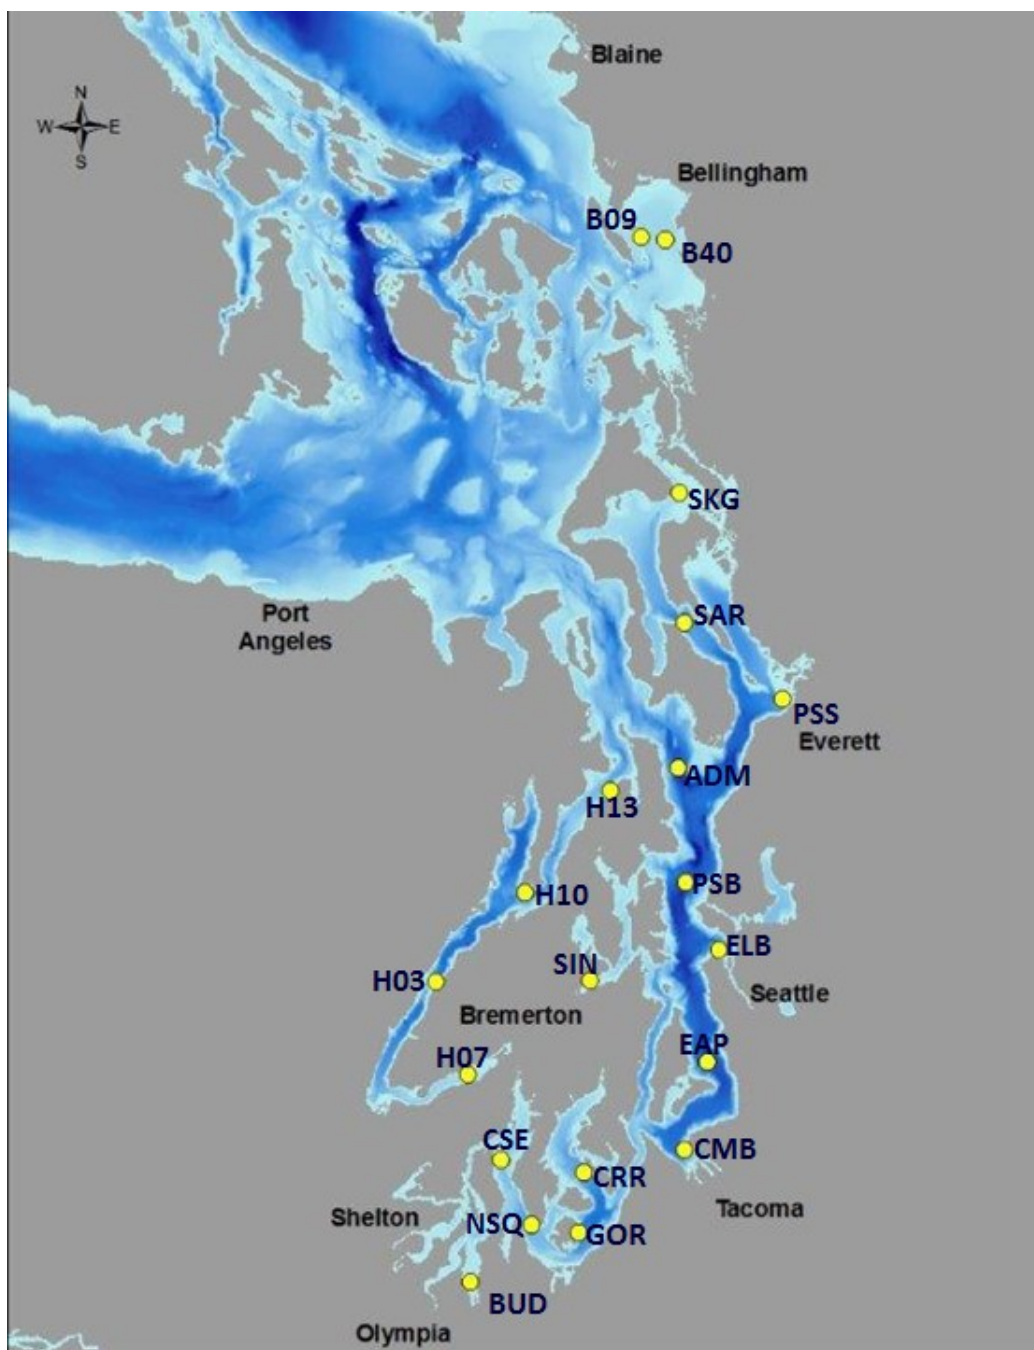 Blaine
N
W E
S
Bellingham
B09
B40
SKG
Port
Angeles
SAR
PSS
Everett
ADM
H13
PSB
H10
ELB
SIN
H03
Seattle
Bremerton
EAP
H07
CSE
CMB
CRR
Tacoma
Shelton
NSQ
GOR
BUD
Olympia